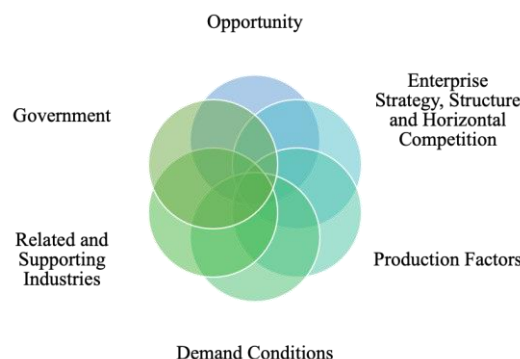 Opportunity
Enterprise
Strategy, Structure
and Horizontal
Competition
Government
Related and
Supporting
Industries
Production Factors
Demand Conditions